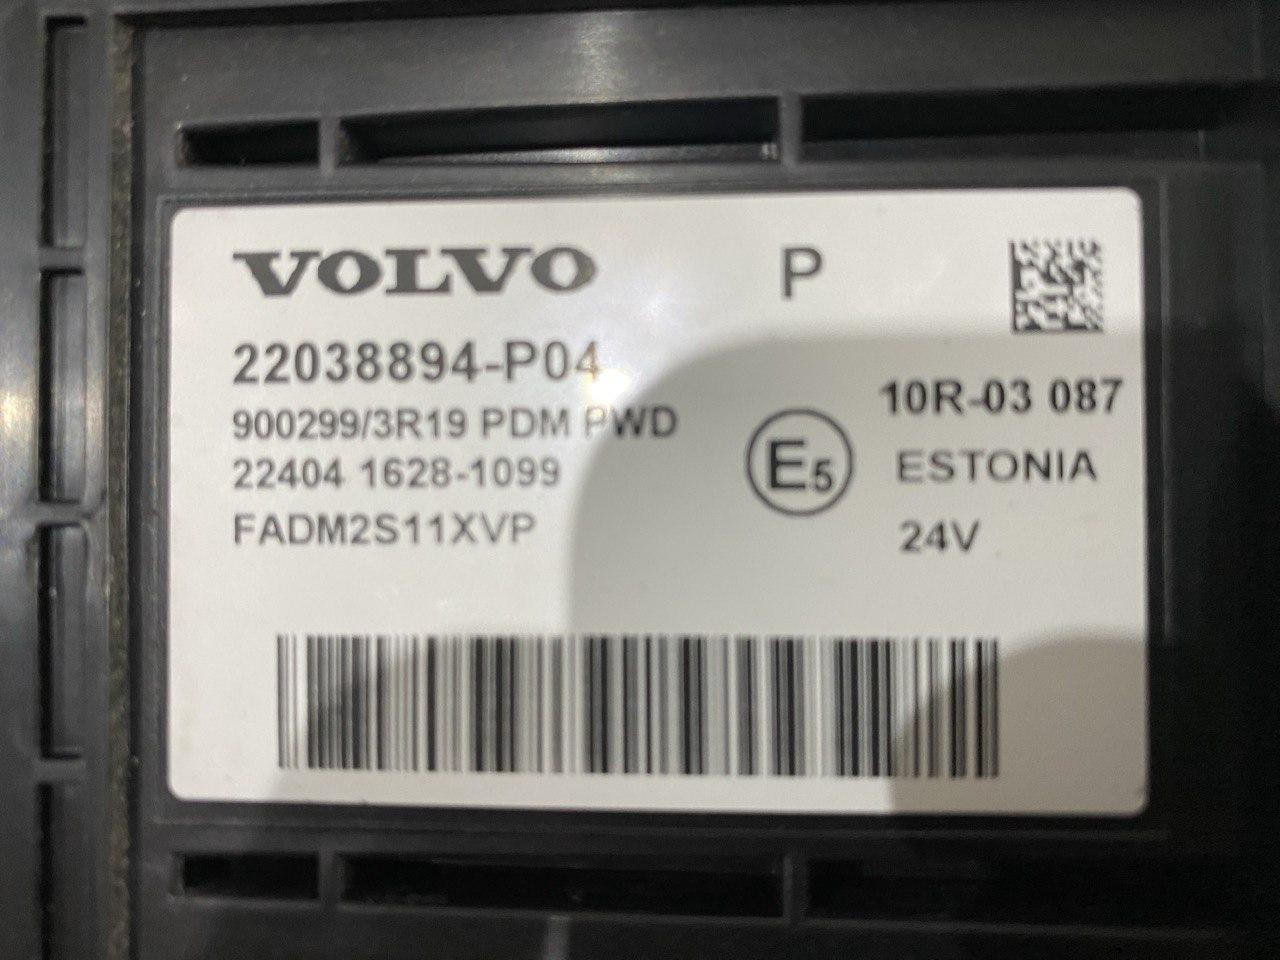 VOLVO P
22038894-P04
900299/3R19 PDM PWD
22404 1628-1099
FADM2S11XVP
E5
10R-03 087
ESTONIA
24V